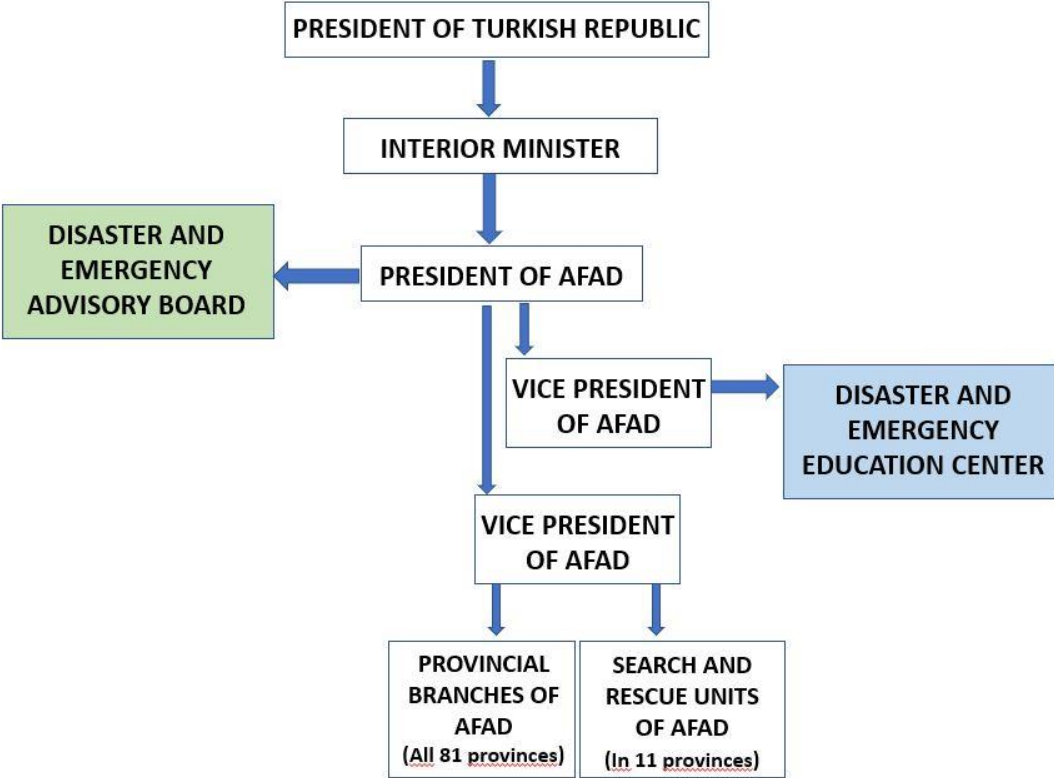 PRESIDENT OF TURKISH REPUBLIC
INTERIOR MINISTER
DISASTER AND
EMERGENCY
ADVISORY BOARD
PRESIDENT OF AFAD
VICE PRESIDENT
OF AFAD
DISASTER AND
EMERGENCY
EDUCATION CENTER
VICE PRESIDENT
OF AFAD
PROVINCIAL
BRANCHES OF
AFAD
(All 81 provinces)
SEARCH AND
RESCUE UNITS
OF AFAD
(In 11 provinces)